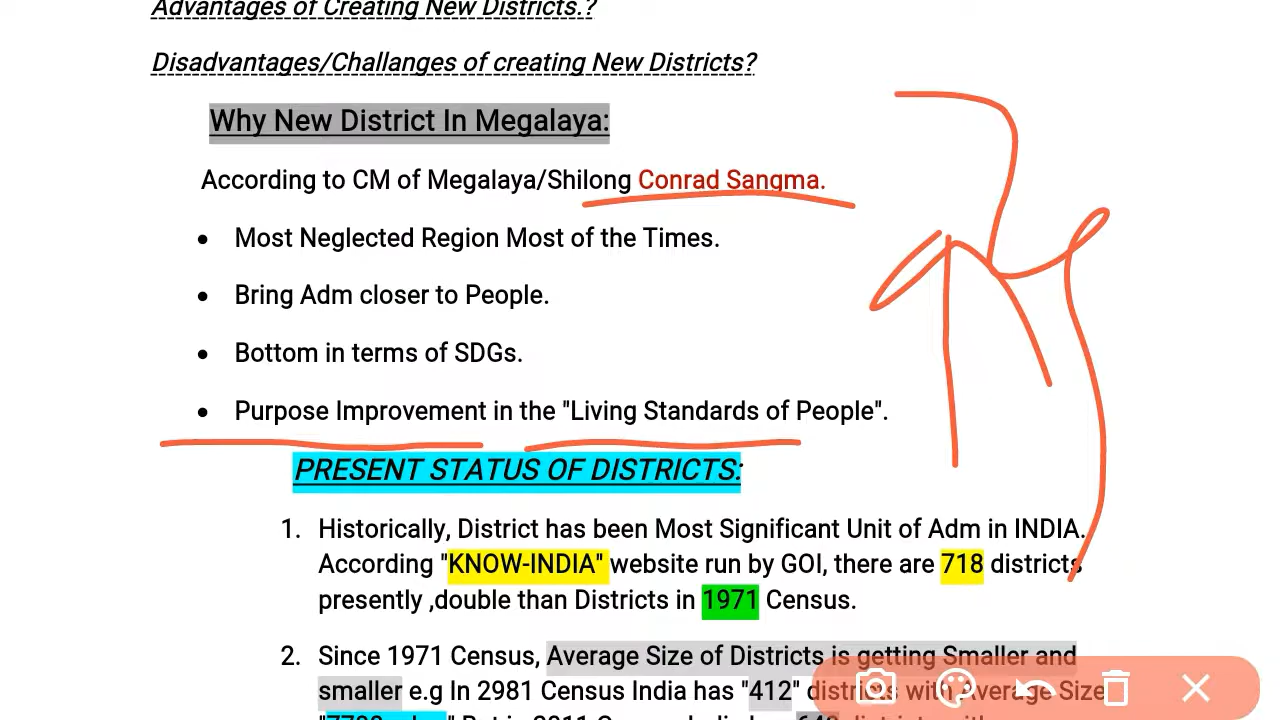 Advantages of Creating New Districts.?
Disadvantages/Challanges of creating New Districts?
Why New District In Megalaya:
According to CM of Megalaya/Shilong Conrad Sangma.
• Most Neglected Region Most of the Times.
• Bring Adm closer to People.
• Bottom in terms of SDGs.
• Purpose Improvement in the "Living Standards of People".
PRESENT STATUS OF DISTRICTS:
1. Historically, District has been Most Significant Unit of Adm in INDIA.
According "KNOW-INDIA" website run by GOI, there are 718 districts
presently ,double than Districts in 1971 Census.
2. Since 1971 Census, Average Size of Districts is getting Smaller and
smaller e.g In 2981 Census India has "412" districts with Average Size